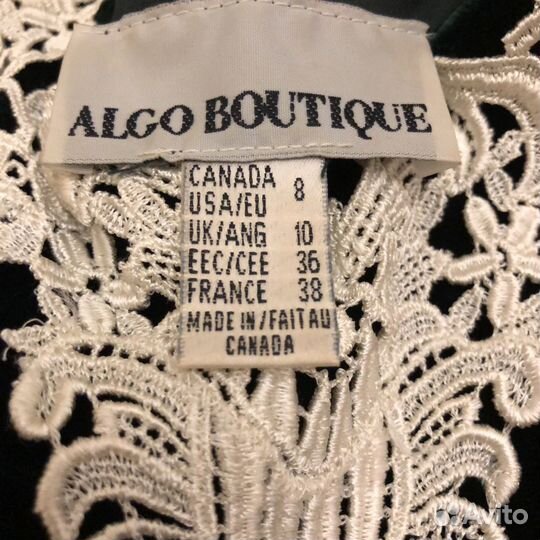 ALGO BOUTIQUE
CANADA 8
USA/EU
UK/ANG 10
EEC/CEE 36
FRANCE 38
MADE IN/FAIT AU
CANADA
Avito